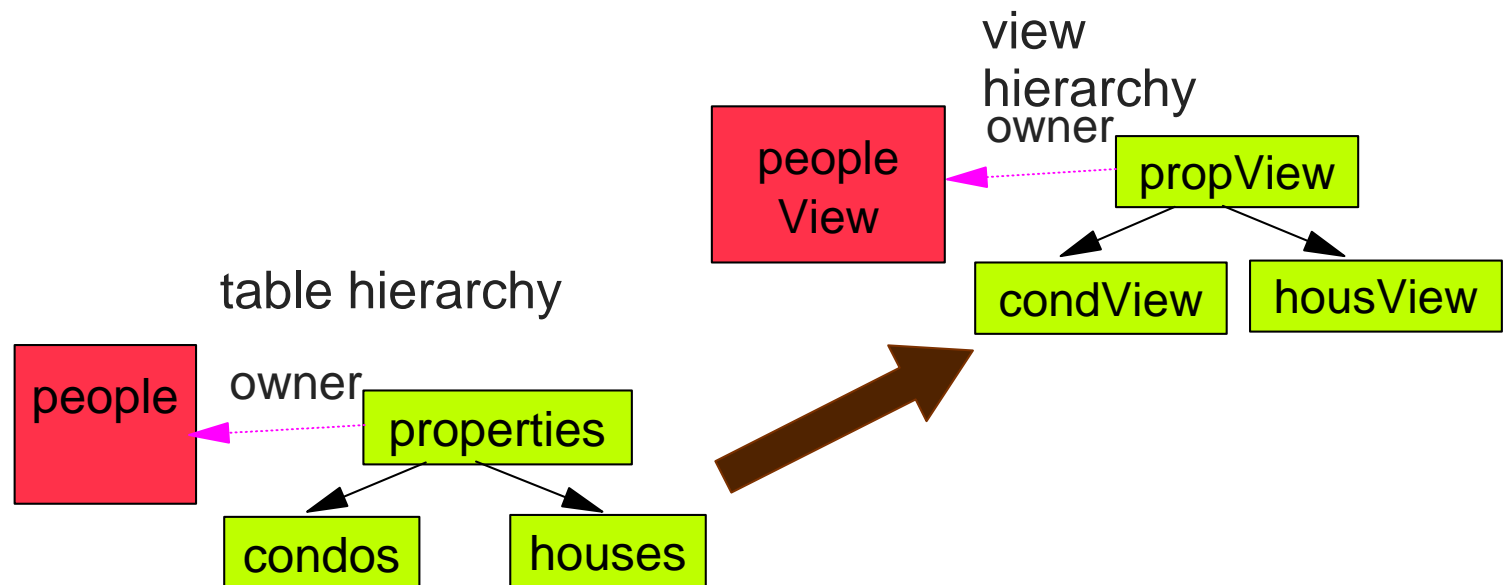 view
hierarchy
owner
people
View
propView
condView
housView
table hierarchy
people
owner
properties
condos
houses